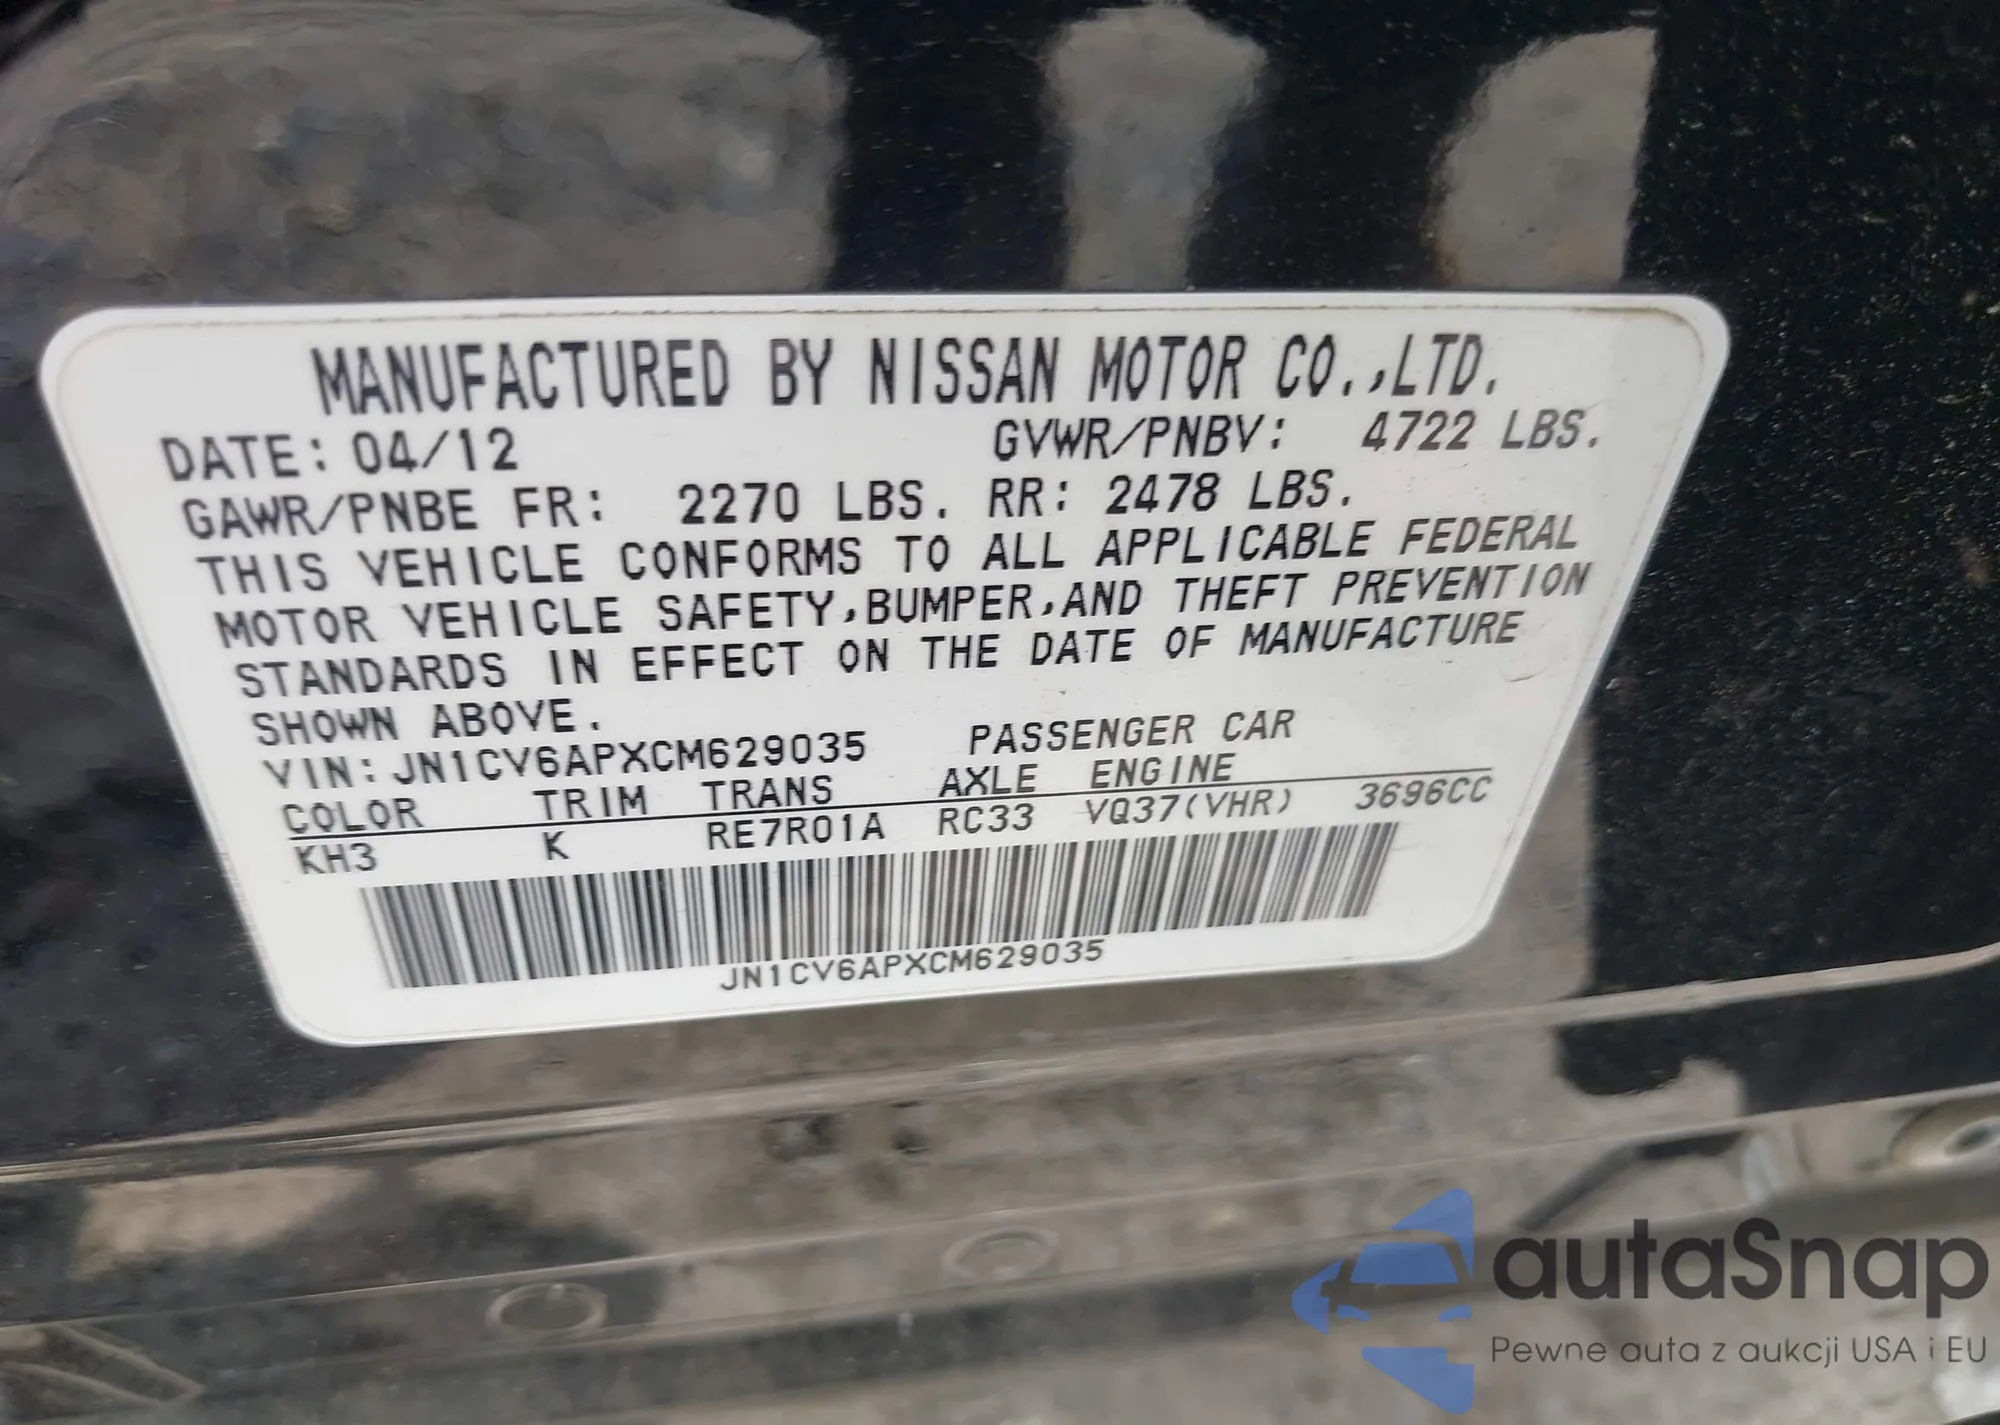 MANUFACTURED BY NISSAN MOTOR CO.,LTD.
DATE: 04/12 GVWR/PNBV: 4722 LBS.
GAWR/PNBE FR: 2270 LBS. RR: 2478 LBS.
THIS VEHICLE CONFORMS TO ALL APPLICABLE FEDERAL
MOTOR VEHICLE SAFETY,BUMPER,AND THEFT PREVENTION
STANDARDS IN EFFECT ON THE DATE OF MANUFACTURE
SHOWN ABOVE.
VIN:JN1CV6APXCM629035 PASSENGER CAR
COLOR TRIM TRANS AXLE ENGINE
KH3 K RE7R01A RC33 VQ37(VHR) 3696CC
JN1CV6APXCM629035
autaSnap
Pewne auta z aukcji USA i EU